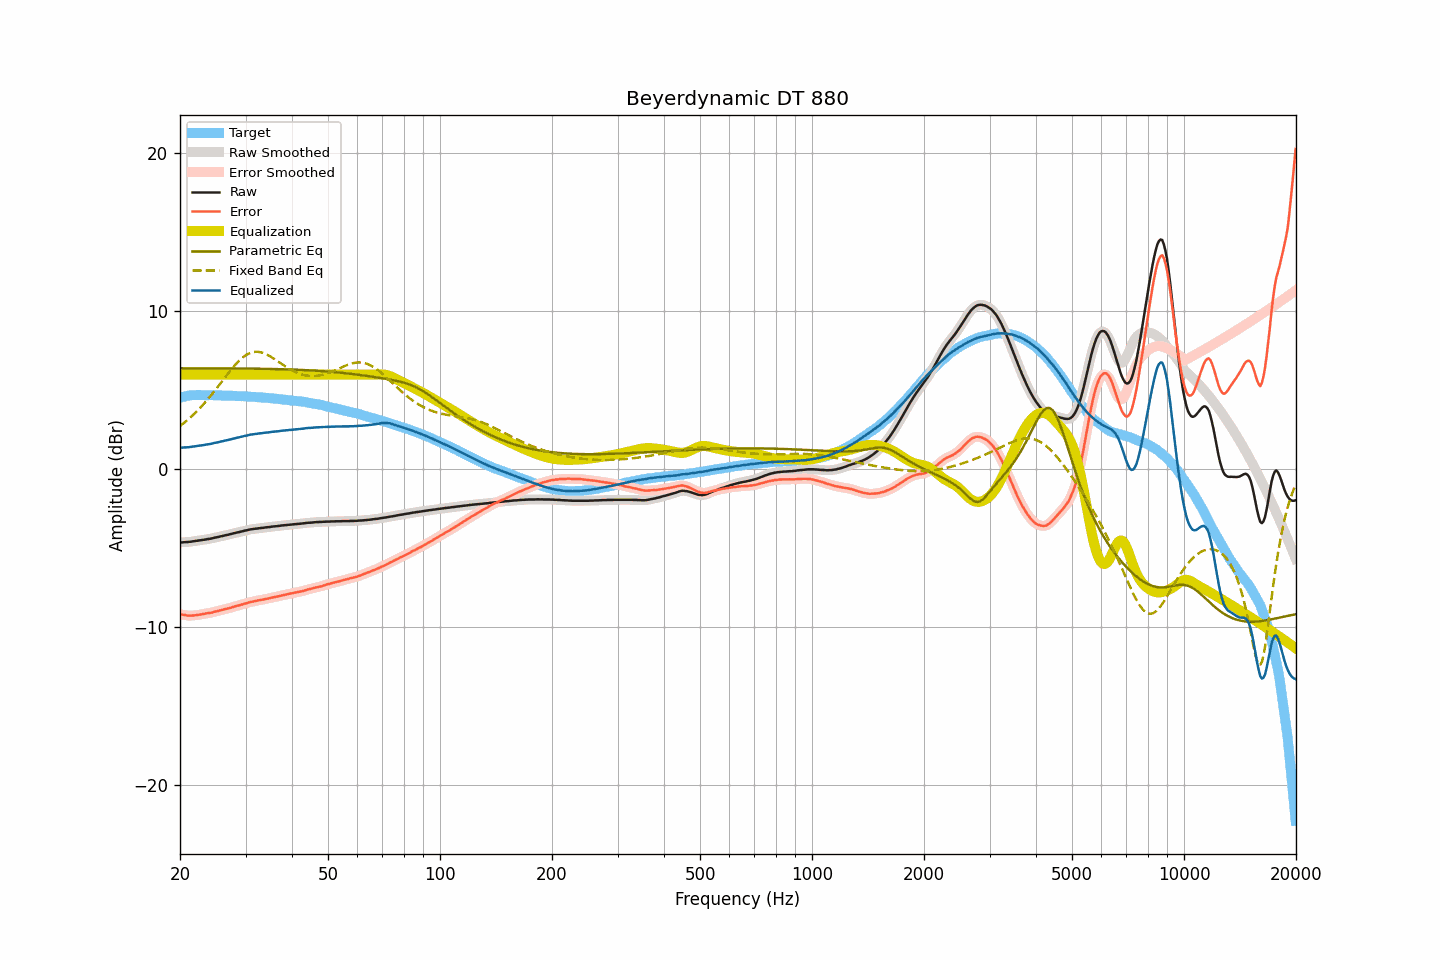 Beyerdynamic DT 880
Target
Raw Smoothed
Error Smoothed
Raw
Error
Equalization
Parametric Eq
Fixed Band Eq
Equalized
20
10
0
−10
−20
Amplitude (dBr)
20 50 100 200 500 1000 2000 5000 10000 20000
Frequency (Hz)